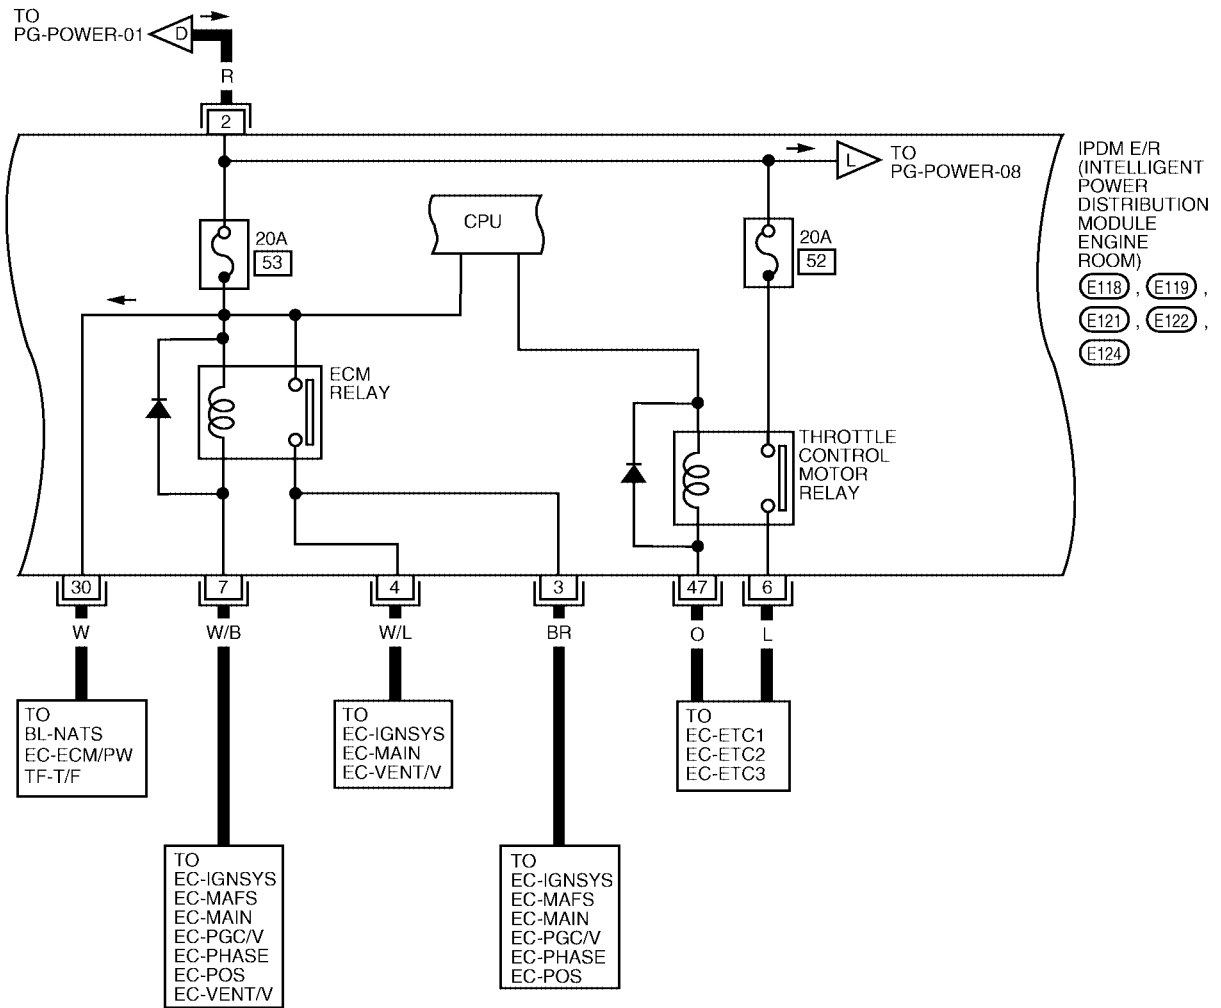 TO
PG-POWER-01
D
R
2
L
TO
PG-POWER-08
IPDM E/R
(INTELLIGENT
POWER
DISTRIBUTION
MODULE
ENGINE
ROOM)
E118 , E119 ,
E121 , E122 ,
E124
CPU
20A
53
20A
52
ECM
RELAY
THROTTLE
CONTROL
MOTOR
RELAY
30
7
4
3
47
6
W
W/B
W/L
BR
O
L
TO
BL-NATS
EC-ECM/PW
TF-T/F
TO
EC-IGNSYS
EC-MAIN
EC-VENT/V
TO
EC-ETC1
EC-ETC2
EC-ETC3
TO
EC-IGNSYS
EC-MAFS
EC-MAIN
EC-PGC/V
EC-PHASE
EC-POS
EC-VENT/V
TO
EC-IGNSYS
EC-MAFS
EC-MAIN
EC-PGC/V
EC-PHASE
EC-POS